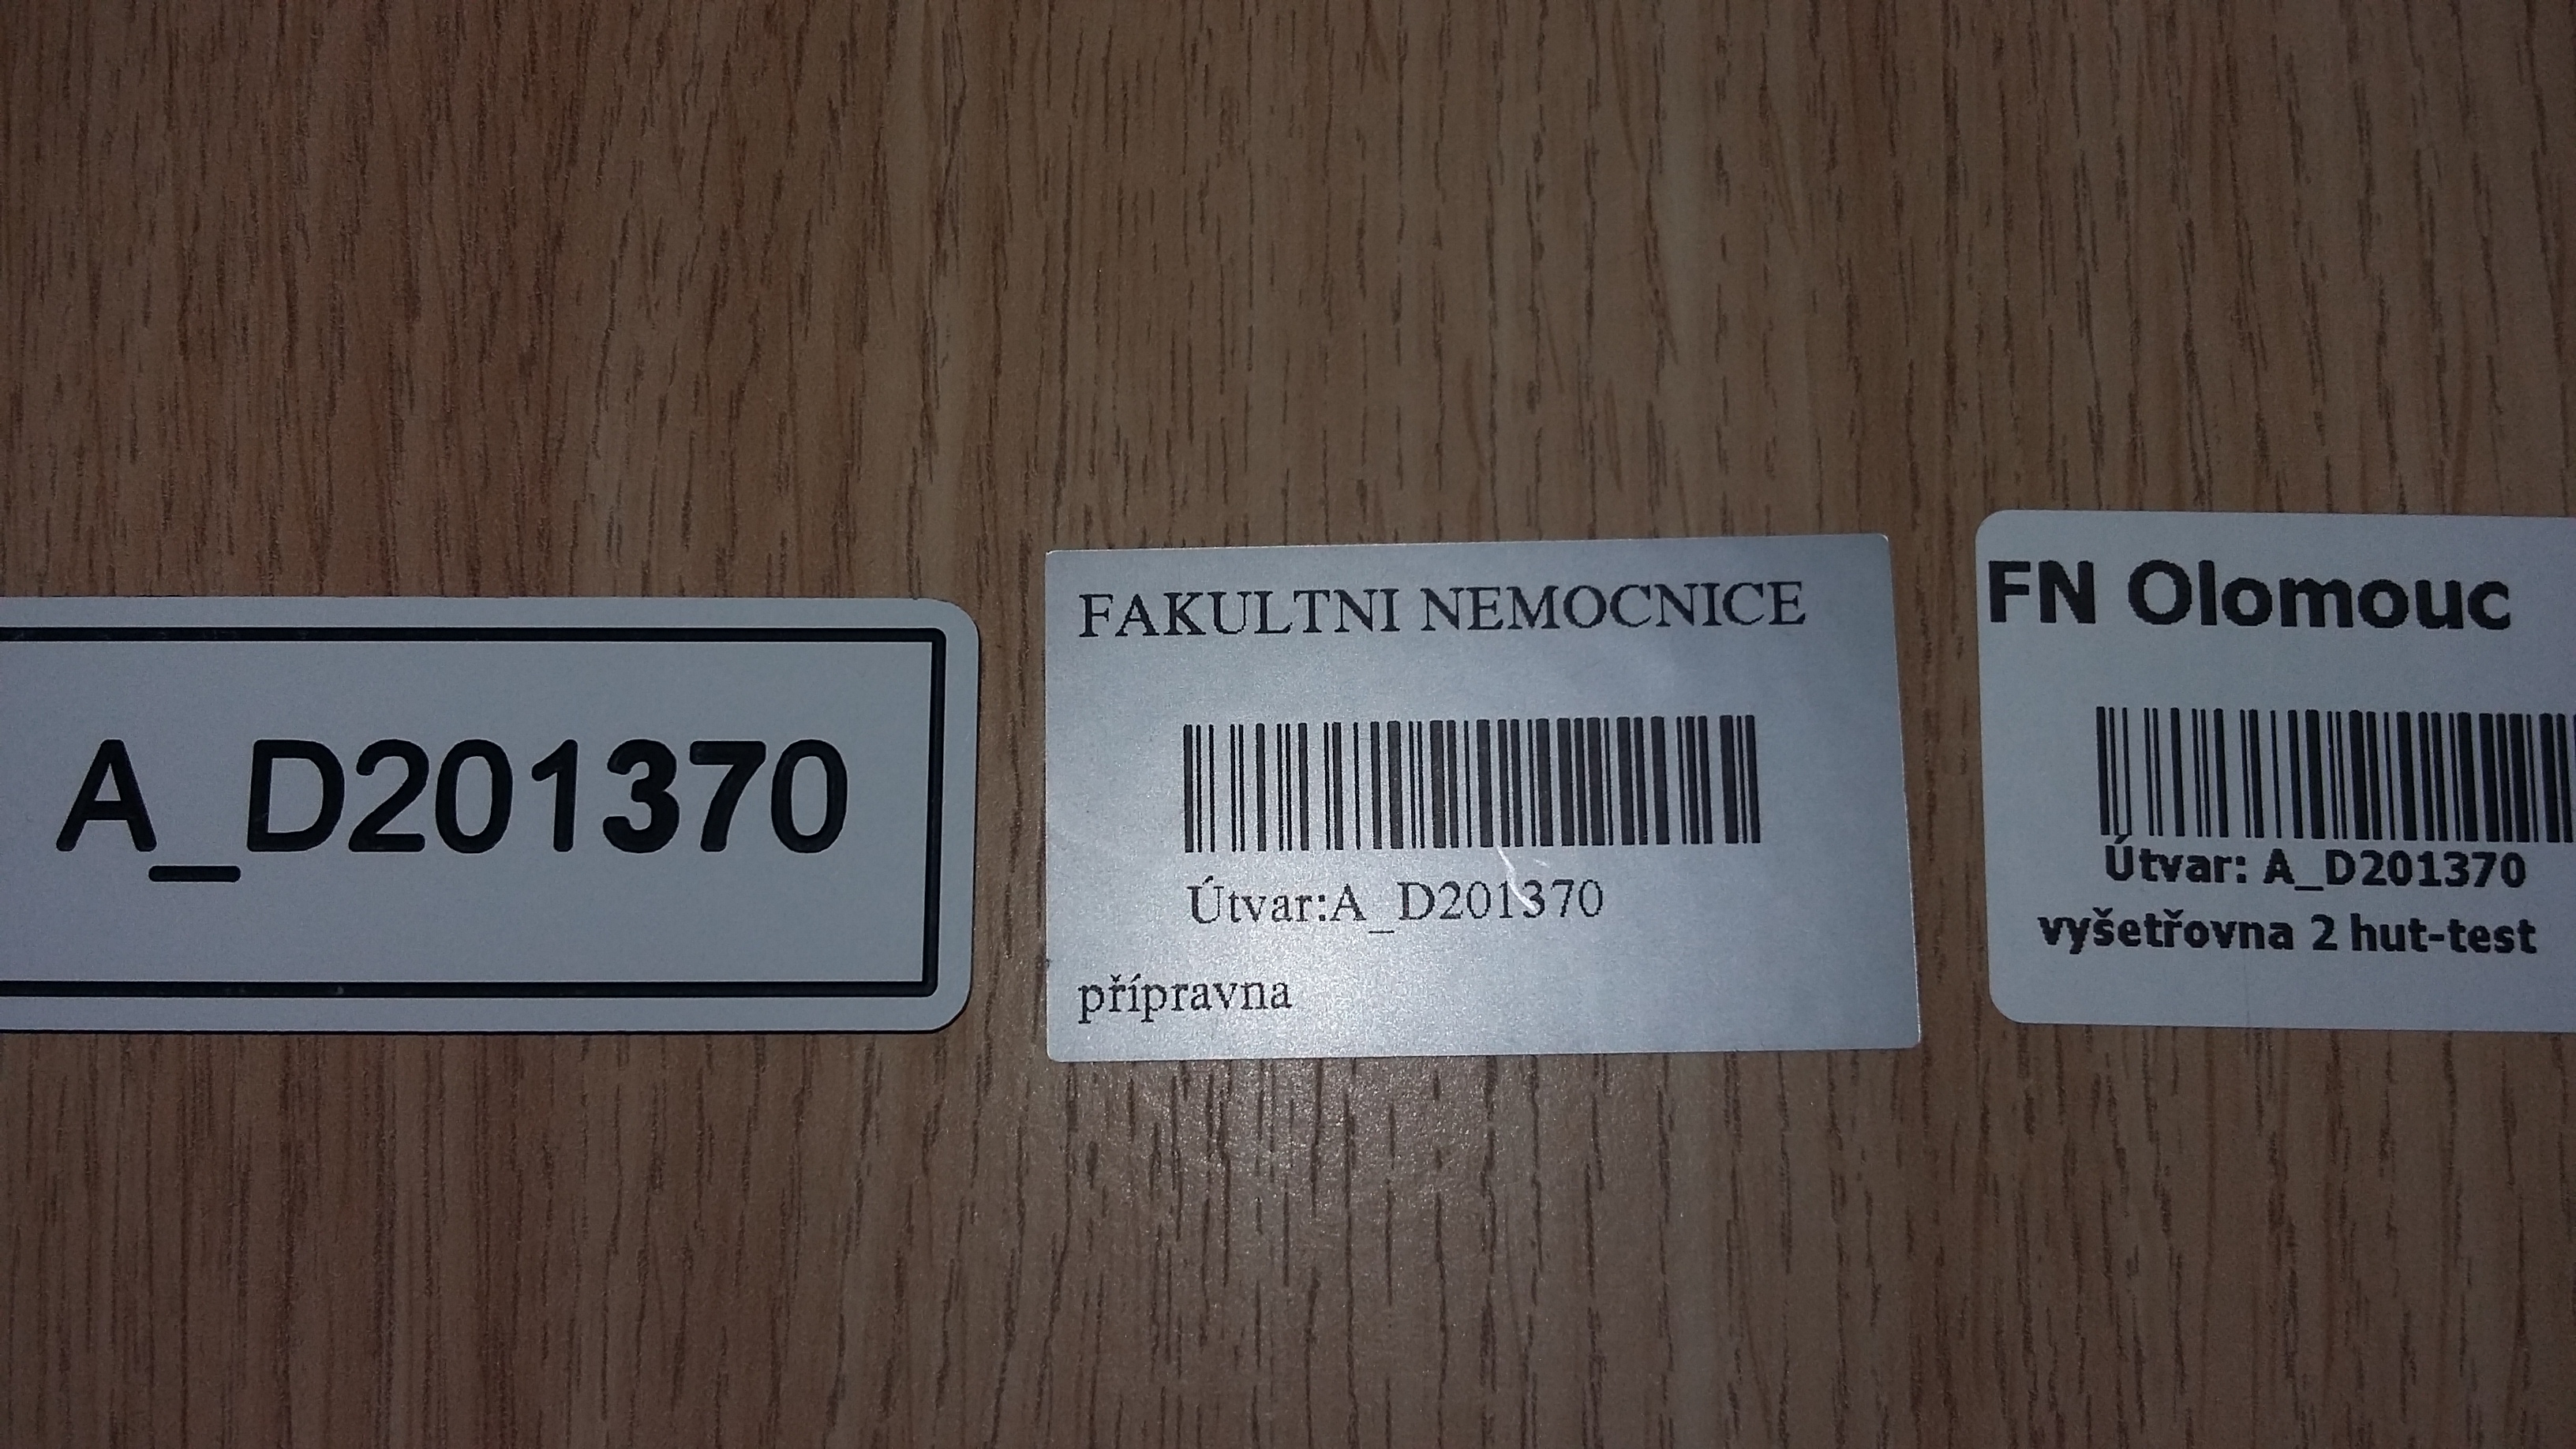 A_D201370
FAKULTNI NEMOCNICE
Útvar:A_D201370
přípravna
FN Olomouc
Útvar: A_D201370
vyšetřovna 2 hut-test